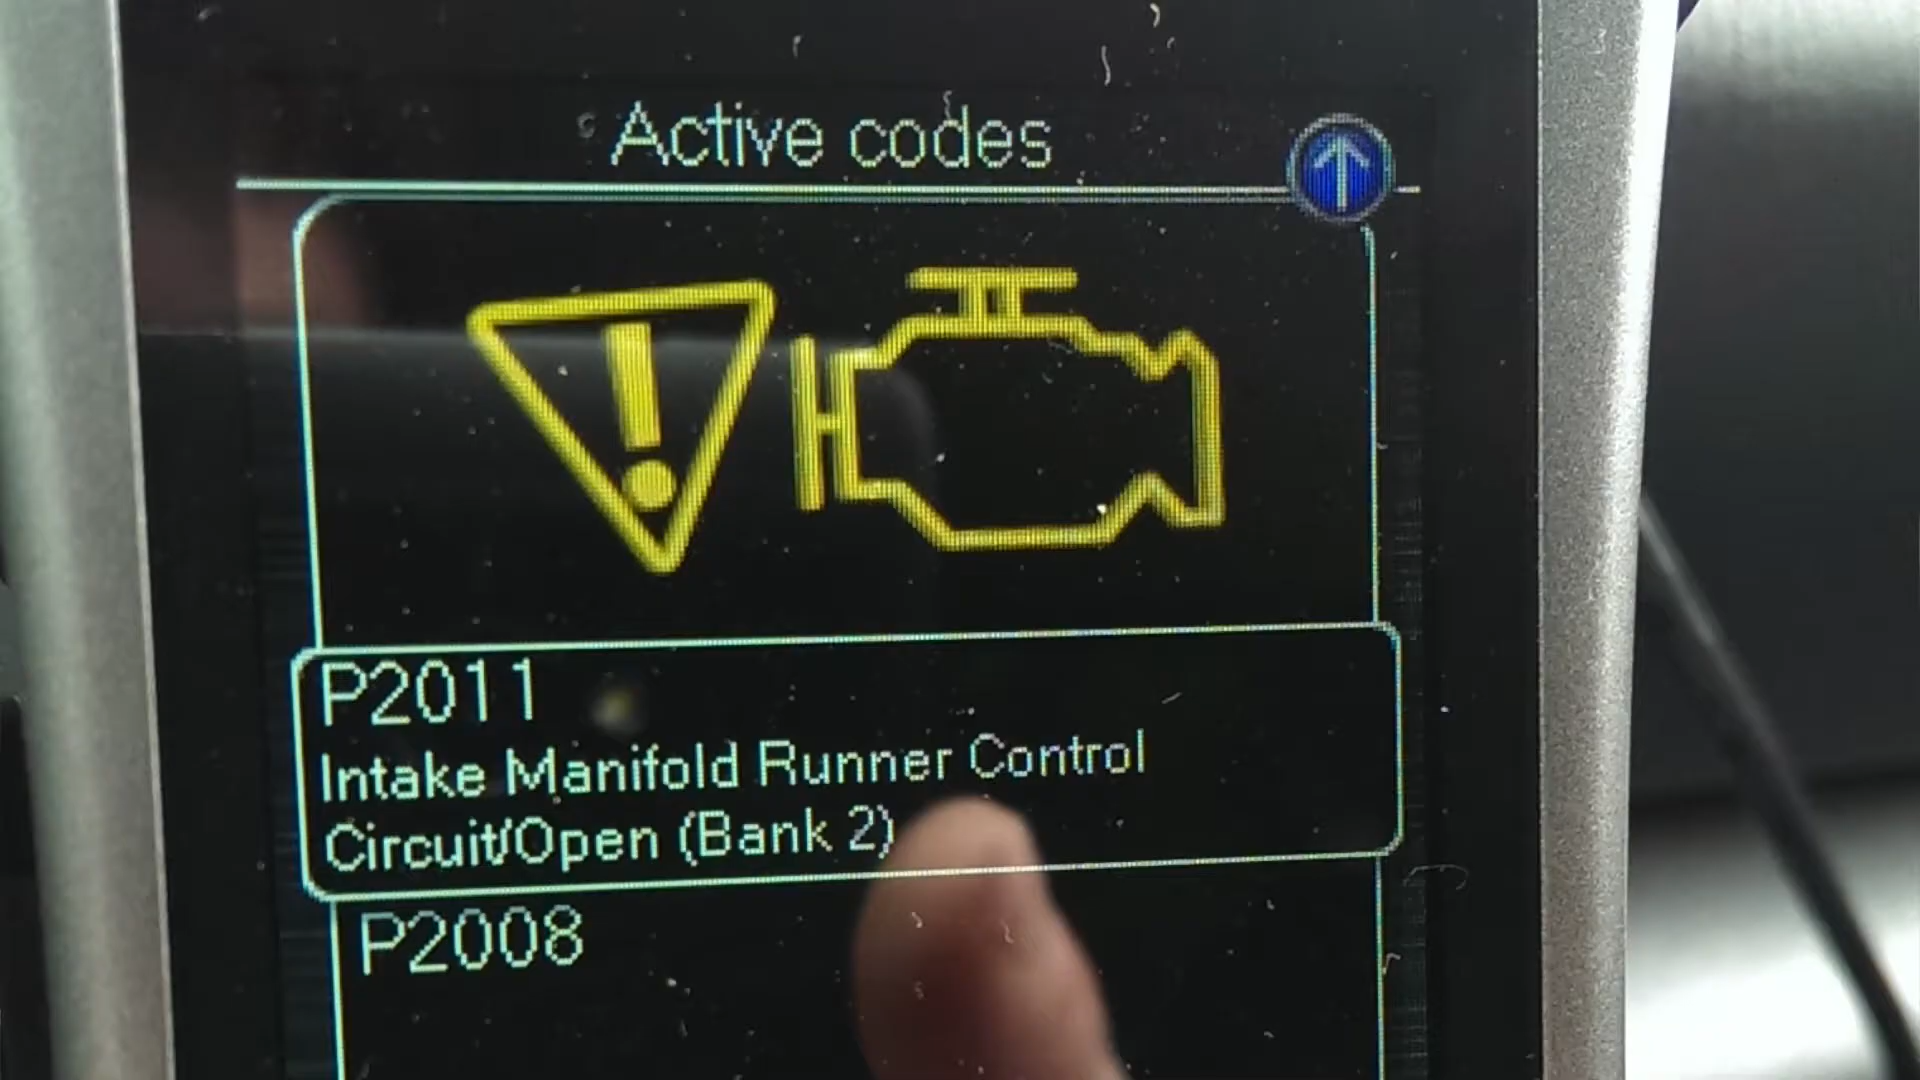 Active codes
P2011
Intake Manifold Runner Control
Circuit/Open (Bank 2)
P2008